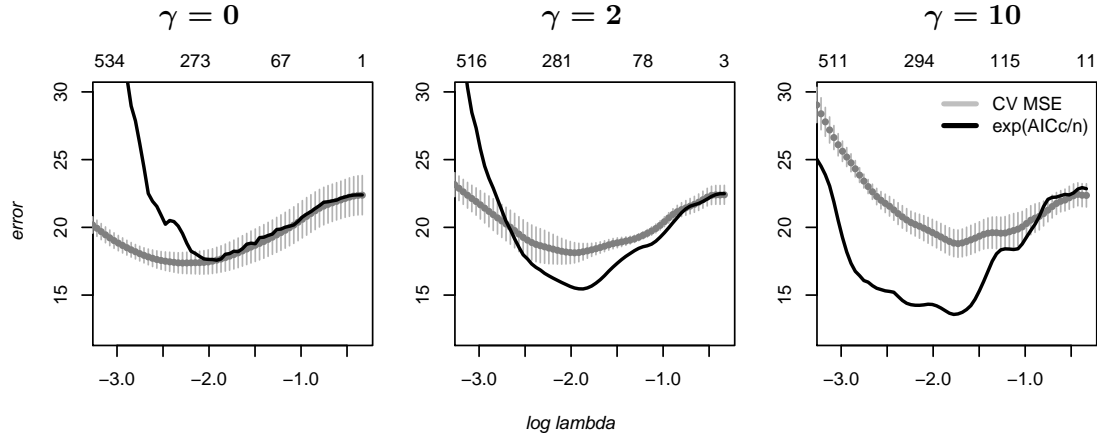 γ = 0 γ = 2 γ = 10
534 273 67 1 516 281 78 3 511 294 115 11
30 30 30
CV MSE
exp(AICc/n)
25 25 25
error
20 20 20
15 15 15
−3.0 −2.0 −1.0 −3.0 −2.0 −1.0 −3.0 −2.0 −1.0
log lambda